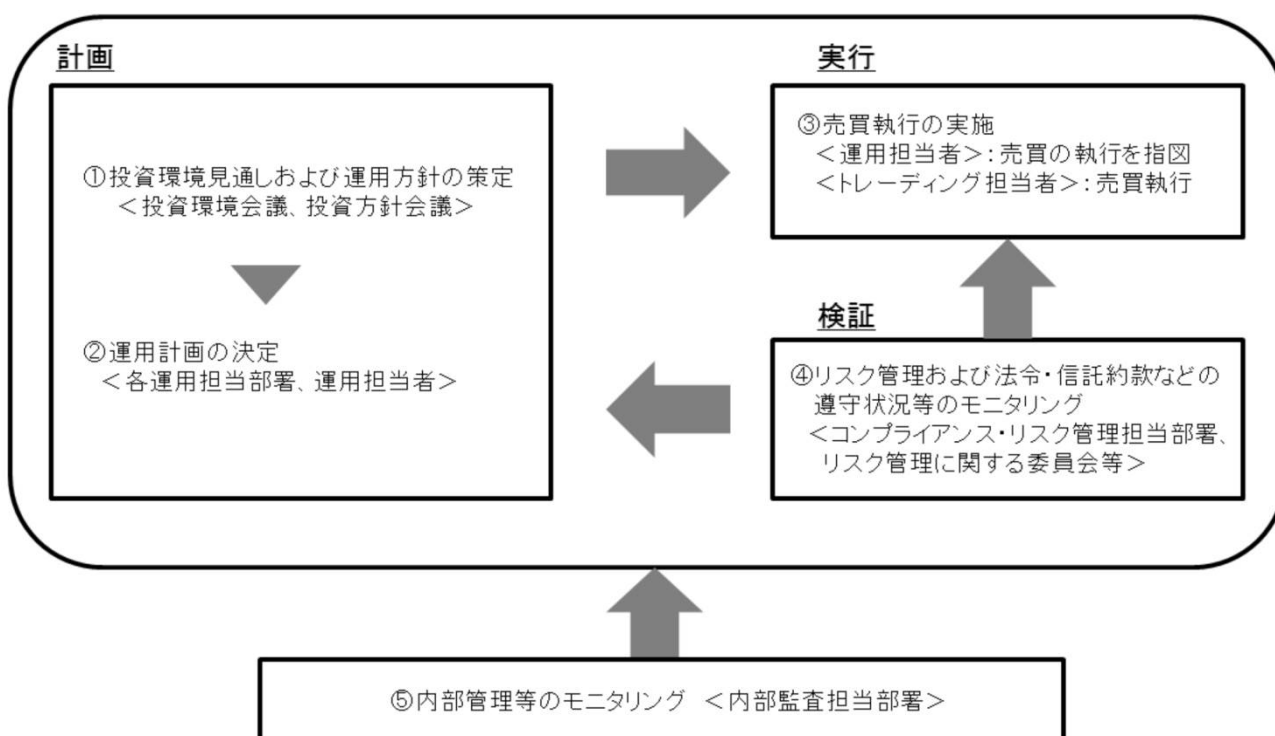 計画
①投資環境見通しおよび運用方針の策定
＜投資環境会議、投資方針会議＞
②運用計画の決定
＜各運用担当部署、運用担当者＞
実行
③売買執行の実施
＜運用担当者＞:売買の執行を指図
＜トレーディング担当者＞:売買執行
検証
④リスク管理および法令・信託約款などの
遵守状況等のモニタリング
＜コンプライアンス・リスク管理担当部署、
リスク管理に関する委員会等＞
⑤内部管理等のモニタリング ＜内部監査担当部署＞